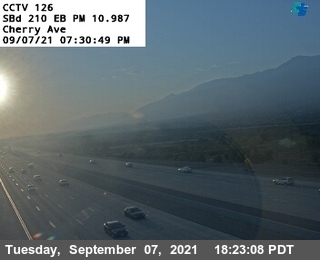 CCTV 126
SBd 210 EB PM 10.987
Cherry Ave
09/07/21 07:30:49 PM
Tuesday, September 07, 2021 18:23:08 PDT